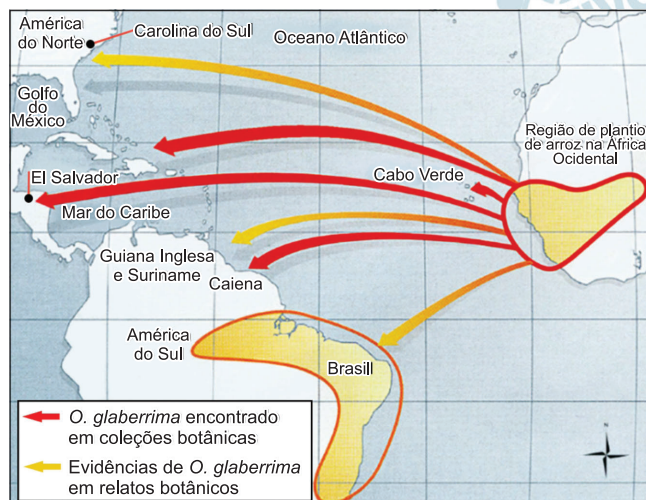 América
do Norte
Carolina do Sul
Oceano Atlântico
Golfo
do
México
Região de plantio
de arroz na África
Ocidental
El Salvador
Cabo Verde
Mar do Caribe
Guiana Inglesa
e Suriname
Caiena
América
do Sul
Brasill
O. glaberrima encontrado
em coleções botânicas
Evidências de O. glaberrima
em relatos botânicos